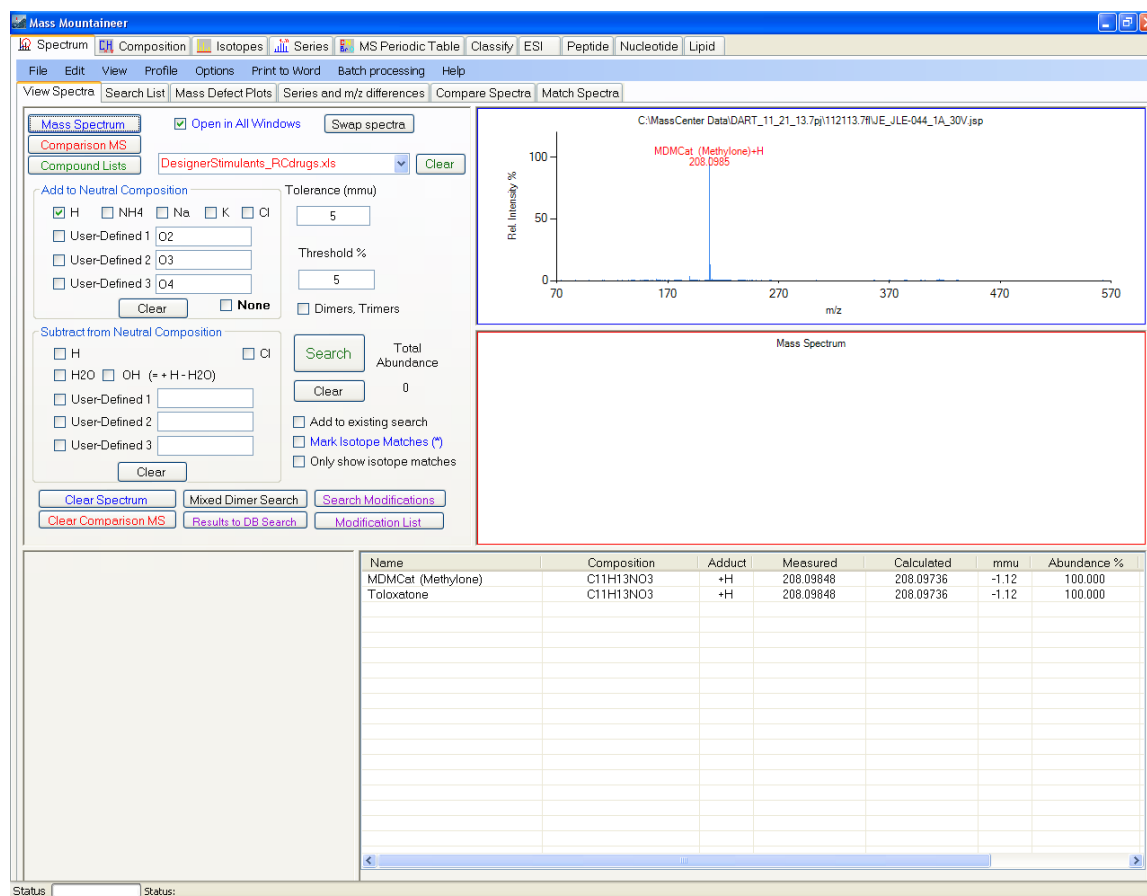 Mass Mountaineer
Spectrum Composition Isotopes Series MS Periodic Table Classify ESI Peptide Nucleotide Lipid
File Edit View Profile Options Print to Word Batch processing Help
View Spectra Search List Mass Defect Plots Series and m/z differences Compare Spectra Match Spectra
Mass Spectrum Open in All Windows Swap spectra
Comparison MS
Compound Lists DesignerStimulants_RCdrugs.xls Clear
Add to Neutral Composition Tolerance (mmu)
H NH4 Na K Cl 5
User-Defined 1 O2
User-Defined 2 O3 Threshold %
User-Defined 3 O4 5
Clear None Dimers, Trimers
Subtract from Neutral Composition
H Cl Search Total Abundance
H2O OH (= + H - H2O)
User-Defined 1 Clear 0
User-Defined 2 Add to existing search
User-Defined 3 Mark Isotope Matches (*)
Clear Only show isotope matches
Clear Spectrum Mixed Dimer Search Search Modifications
Clear Comparison MS Results to DB Search Modification List
C:\MassCenter Data\DART_11_21_13.7pj\112113.7fl\JE_JLE-044_1A_30V.jsp
MDMCat (Methylone)+H
208.0985
Rel. Intensity %
100
50
0
70 170 270 370 470 570
m/z
Mass Spectrum
Name Composition Adduct Measured Calculated mmu Abundance %
MDMCat (Methylone) C11H13NO3 +H 208.09848 208.09736 -1.12 100.000
Toloxatone C11H13NO3 +H 208.09848 208.09736 -1.12 100.000
Status Status: